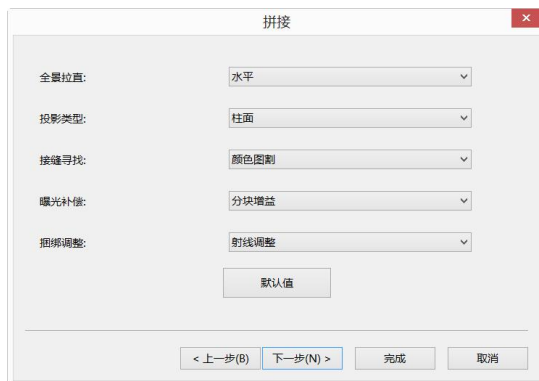 拼接
全景拉直: 水平
投影类型: 柱面
接缝寻找: 颜色图割
曝光补偿: 分块增益
捆绑调整: 射线调整
默认值
< 上一步(B) 下一步(N) > 完成 取消